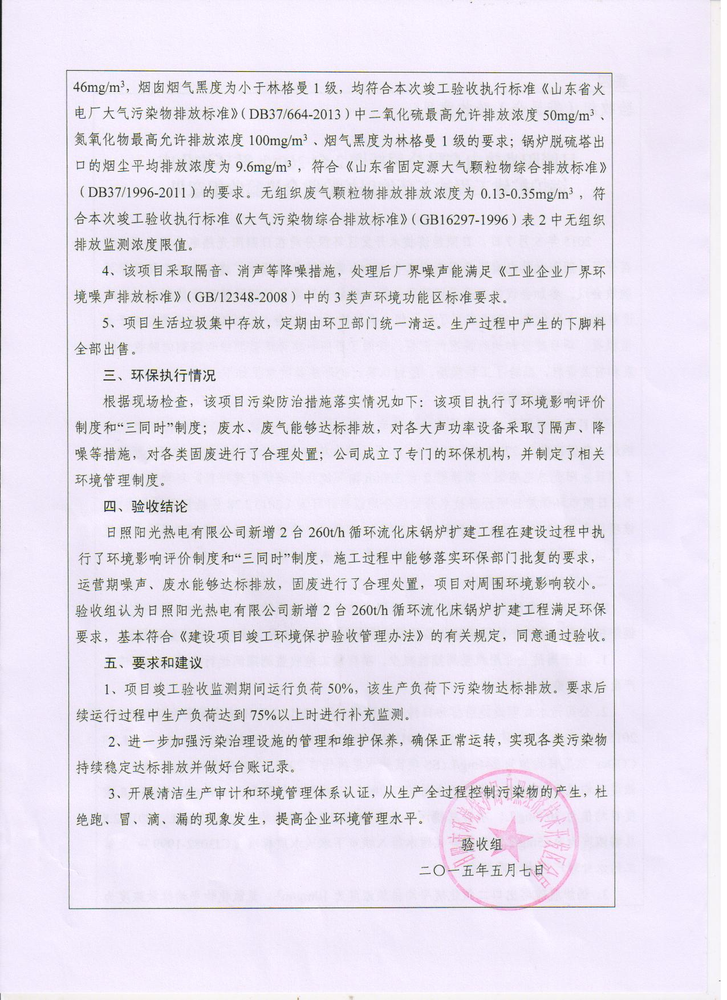 46mg/m³，烟囱烟气黑度为小于林格曼 1 级，均符合本次竣工验收执行标准《山东省火
电厂大气污染物排放标准》（DB37/664-2013）中二氧化硫最高允许排放浓度 50mg/m³ 、
氮氧化物最高允许排放浓度 100mg/m³ 、烟气黑度为林格曼 1 级的要求；锅炉脱硫塔出
口的烟尘平均排放浓度为 9.6mg/m³ ，符合《山东省固定源大气颗粒物综合排放标准》
（DB37/1996-2011）的要求。无组织废气颗粒物排放排放浓度为 0.13-0.35mg/m³ ，符
合本次竣工验收执行标准《大气污染物综合排放标准》（GB16297-1996）表 2 中无组织
排放监测浓度限值。
4、该项目采取隔音、消声等降噪措施，处理后厂界噪声能满足《工业企业厂界环
境噪声排放标准》（GB/12348-2008）中的 3 类声环境功能区标准要求。
5、项目生活垃圾集中存放，定期由环卫部门统一清运。生产过程中产生的下脚料
全部出售。
三、环保执行情况
根据现场检查，该项目污染防治措施落实情况如下：该项目执行了环境影响评价
制度和“三同时”制度；废水、废气能够达标排放，对各大声功率设备采取了隔声、降
噪等措施，对各类固废进行了合理处置；公司成立了专门的环保机构，并制定了相关
环境管理制度。
四、验收结论
日照阳光热电有限公司新增 2 台 260t/h 循环流化床锅炉扩建工程在建设过程中执
行了环境影响评价制度和“三同时”制度，施工过程中能够落实环保部门批复的要求，
运营期噪声、废水能够达标排放，固废进行了合理处置，项目对周围环境影响较小。
验收组认为日照阳光热电有限公司新增 2 台 260t/h 循环流化床锅炉扩建工程满足环保
要求，基本符合《建设项目竣工环境保护验收管理办法》的有关规定，同意通过验收。
五、要求和建议
1、项目竣工验收监测期间运行负荷 50%，该生产负荷下污染物达标排放。要求后
续运行过程中生产负荷达到 75%以上时进行补充监测。
2、进一步加强污染治理设施的管理和维护保养，确保正常运转，实现各类污染物
持续稳定达标排放并做好台账记录。
3、开展清洁生产审计和环境管理体系认证，从生产全过程控制污染物的产生，杜
绝跑、冒、滴、漏的现象发生，提高企业环境管理水平。
日照市环境保护局日照经济技术开发区分局
验收组
二〇一五年五月七日